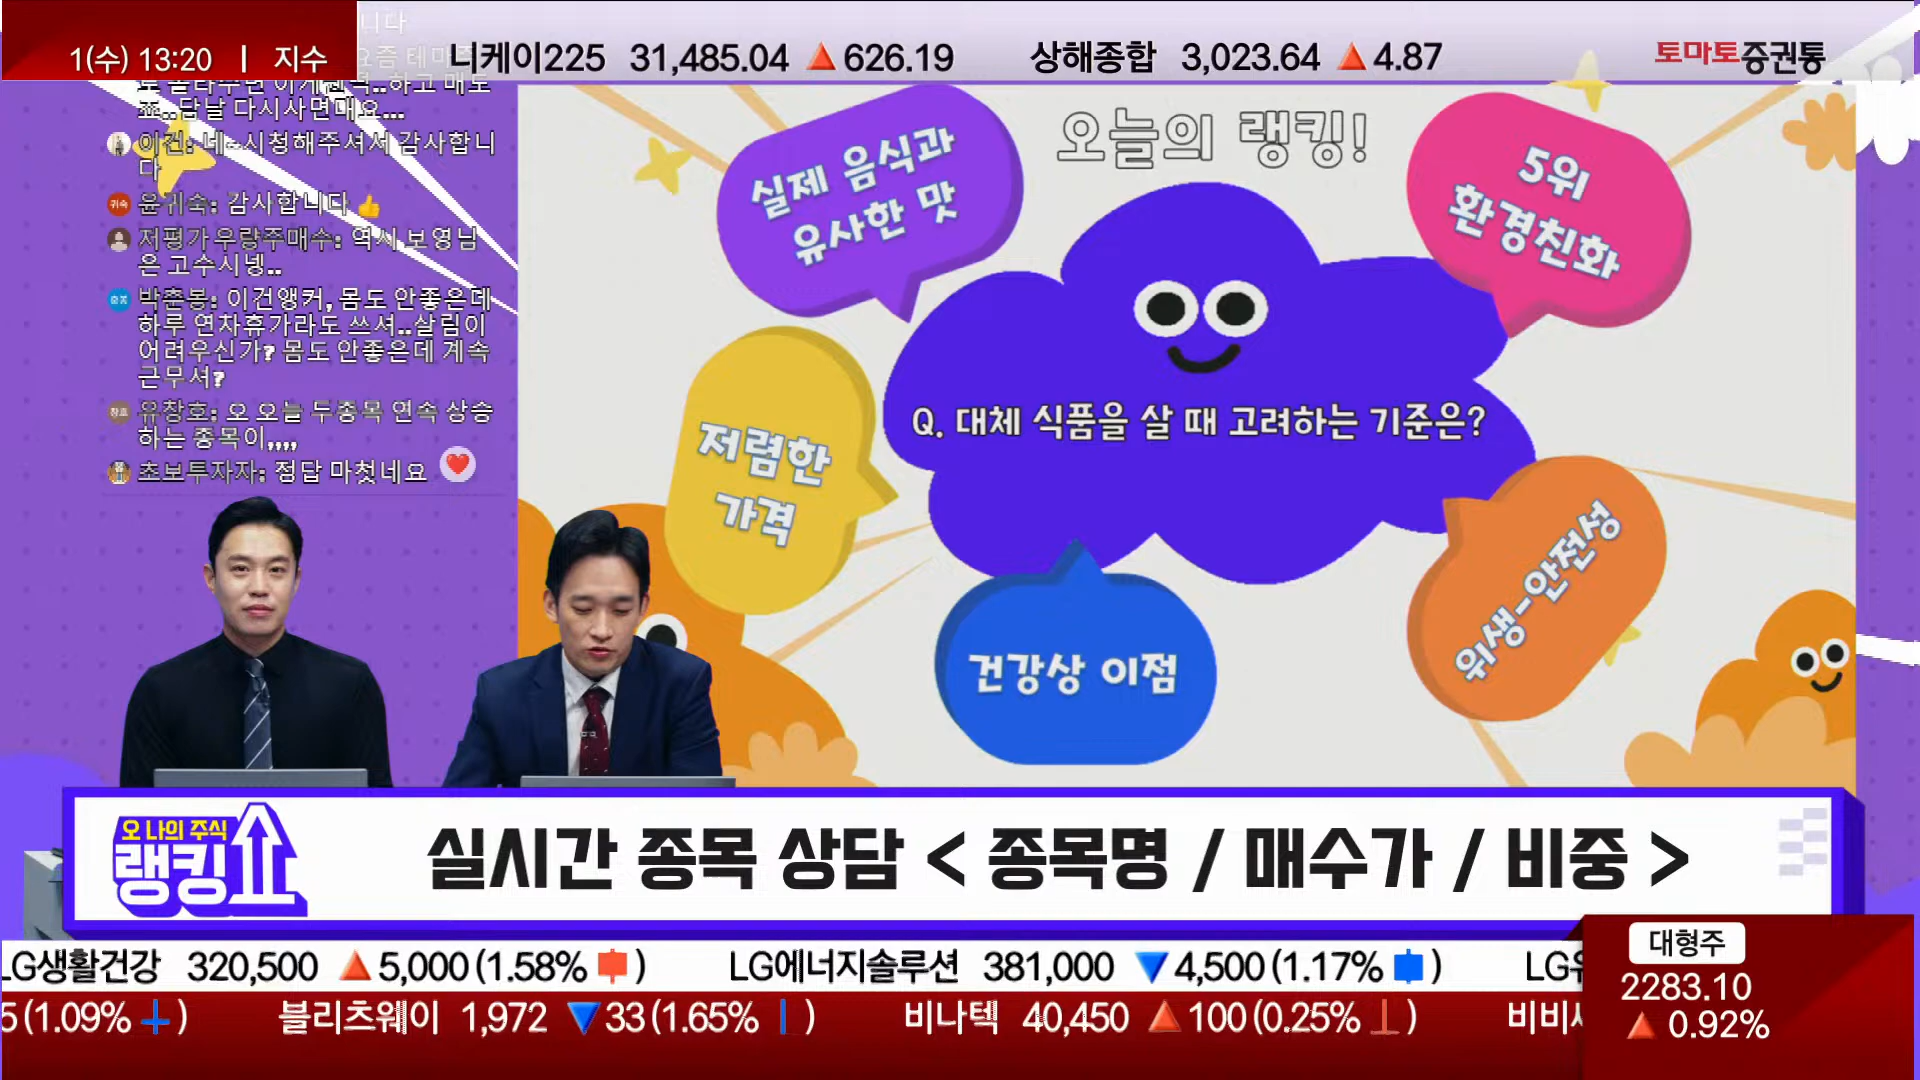 1(수) 13:20 | 지수
니케이225 31,485.04 ▲626.19
상해종합 3,023.64 ▲4.87
토마토증권통
니다
죠..담날 다시사면대요...
이건: 네~시청해주셔서 감사합니
다
윤귀숙: 감사합니다 👍
저평가우량주매수: 역시 보영님
은 고수시넹..
박춘봉: 이건앵커, 몸도 안좋은데
하루 연차휴가라도 쓰셔..살림이
어려우신가? 몸도 안좋은데 계속
근무셔?
유창호: 오 오늘 두종목 연속 상승
하는 종목이,,,,
초보투자자: 정답 마첫네요 ❤️
오늘의 랭킹!
실제 음식과
유사한 맛
5위
환경친화
Q. 대체 식품을 살 때 고려하는 기준은?
저렴한
가격
건강상 이점
위생-안전성
오 나의 주식
랭킹쇼
실시간 종목 상담 < 종목명 / 매수가 / 비중 >
LG생활건강 320,500 ▲5,000(1.58% ) LG에너지솔루션 381,000 ▼4,500(1.17% )
5(1.09% ) 블리츠웨이 1,972 ▼33(1.65% ) 비나텍 40,450 ▲100(0.25% )
대형주
2283.10
▲ 0.92%